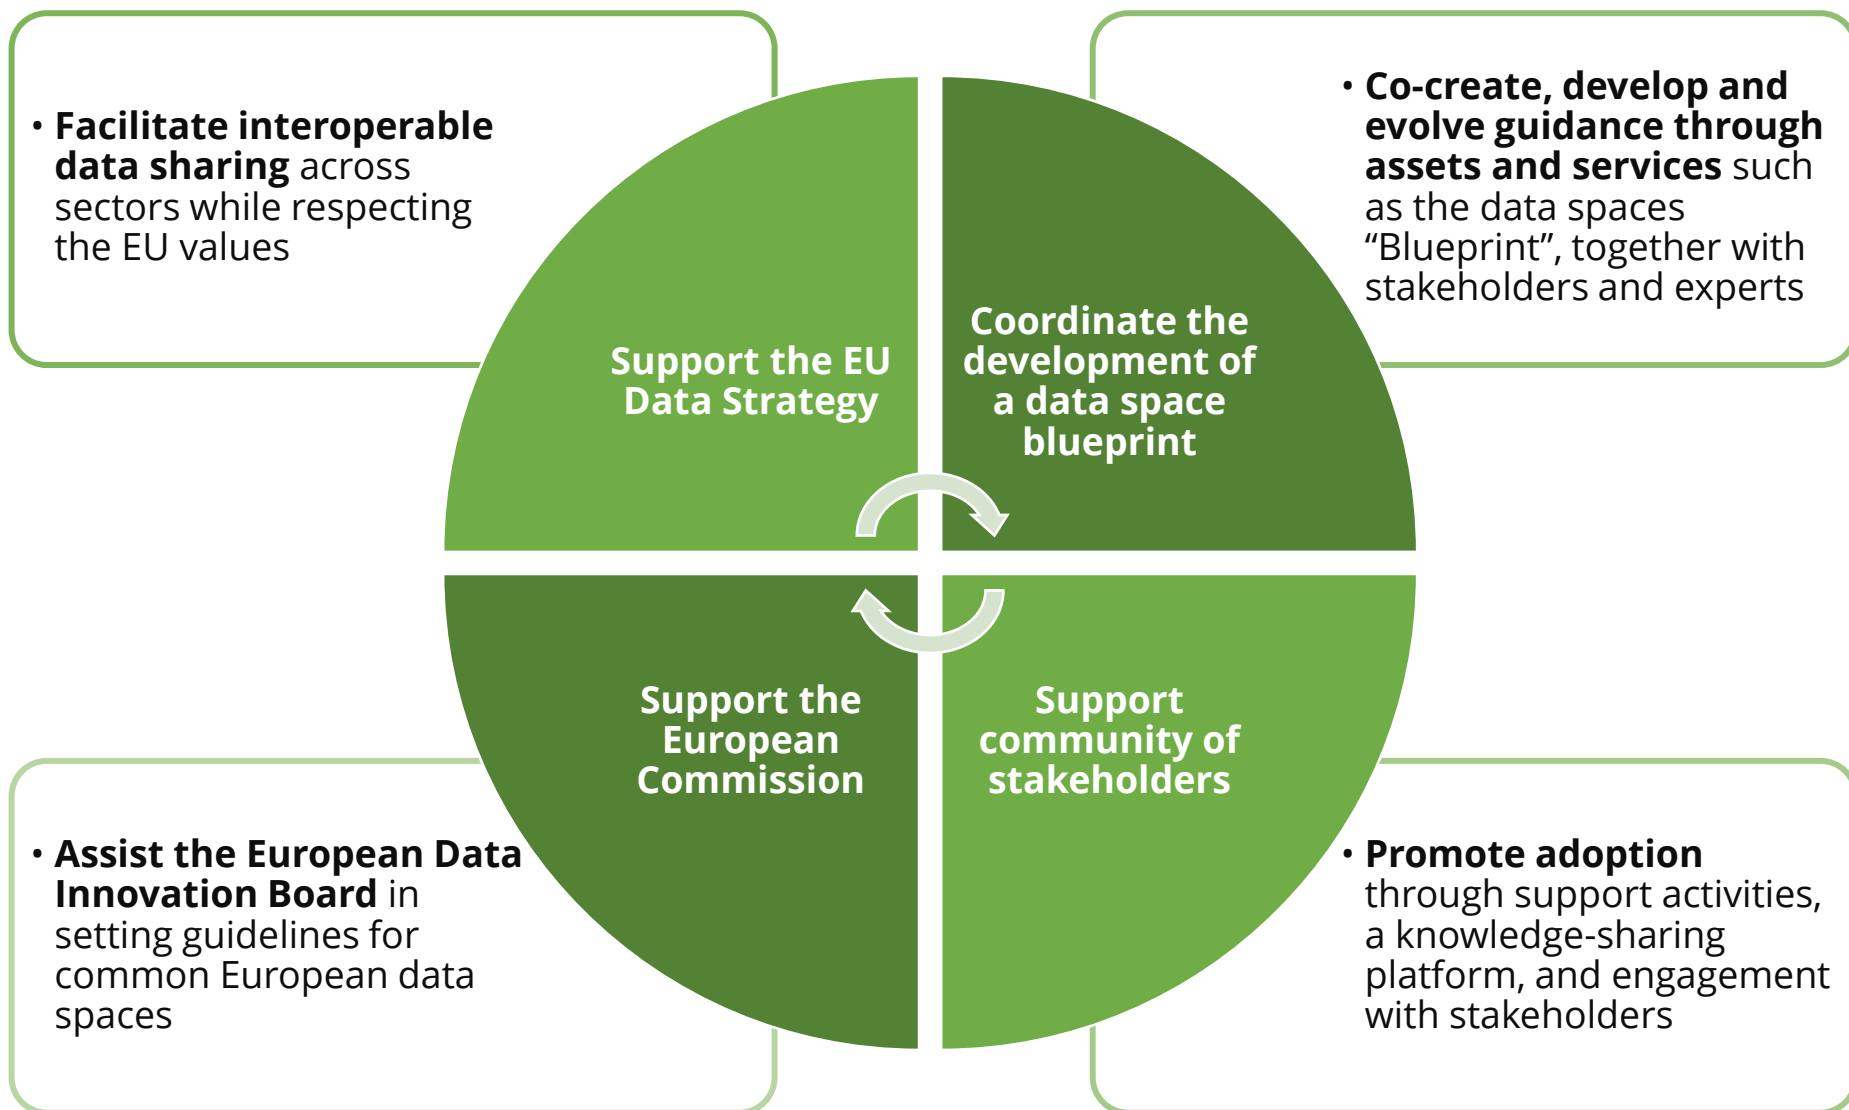 • Facilitate interoperable
data sharing across
sectors while respecting
the EU values
• Co-create, develop and
evolve guidance through
assets and services such
as the data spaces
“Blueprint”, together with
stakeholders and experts
Support the EU
Data Strategy
Coordinate the
development of
a data space
blueprint
Support the
European
Commission
Support
community of
stakeholders
• Assist the European Data
Innovation Board in
setting guidelines for
common European data
spaces
• Promote adoption
through support activities,
a knowledge-sharing
platform, and engagement
with stakeholders